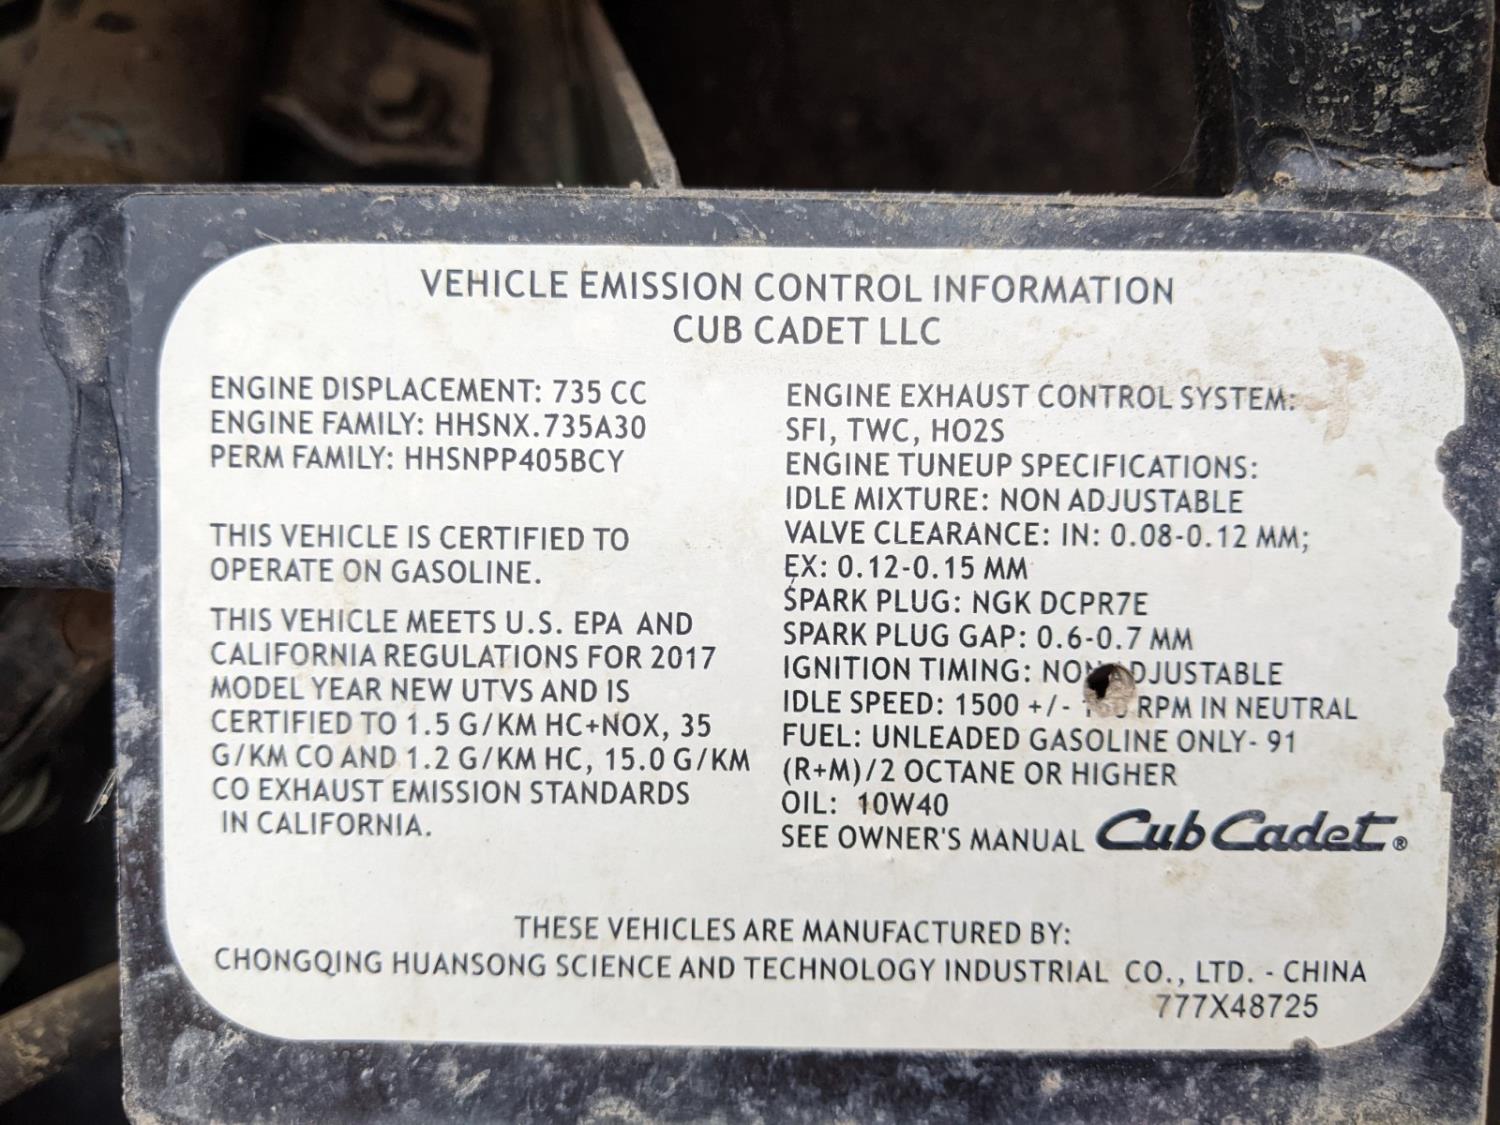 VEHICLE EMISSION CONTROL INFORMATION
CUB CADET LLC
ENGINE DISPLACEMENT: 735 CC
ENGINE FAMILY: HHSNX.735A30
PERM FAMILY: HHSNPP405BCY
THIS VEHICLE IS CERTIFIED TO
OPERATE ON GASOLINE.
THIS VEHICLE MEETS U.S. EPA AND
CALIFORNIA REGULATIONS FOR 2017
MODEL YEAR NEW UTVS AND IS
CERTIFIED TO 1.5 G/KM HC+NOX, 35
G/KM CO AND 1.2 G/KM HC, 15.0 G/KM
CO EXHAUST EMISSION STANDARDS
IN CALIFORNIA.
ENGINE EXHAUST CONTROL SYSTEM:
SFI, TWC, HO2S
ENGINE TUNEUP SPECIFICATIONS:
IDLE MIXTURE: NON ADJUSTABLE
VALVE CLEARANCE: IN: 0.08-0.12 MM;
EX: 0.12-0.15 MM
SPARK PLUG: NGK DCPR7E
SPARK PLUG GAP: 0.6-0.7 MM
IGNITION TIMING: NON ADJUSTABLE
IDLE SPEED: 1500 +/- RPM IN NEUTRAL
FUEL: UNLEADED GASOLINE ONLY- 91
(R+M)/2 OCTANE OR HIGHER
OIL: 10W40
SEE OWNER'S MANUAL Cub Cadet®
THESE VEHICLES ARE MANUFACTURED BY:
CHONGQING HUANSONG SCIENCE AND TECHNOLOGY INDUSTRIAL CO., LTD. - CHINA
777X48725